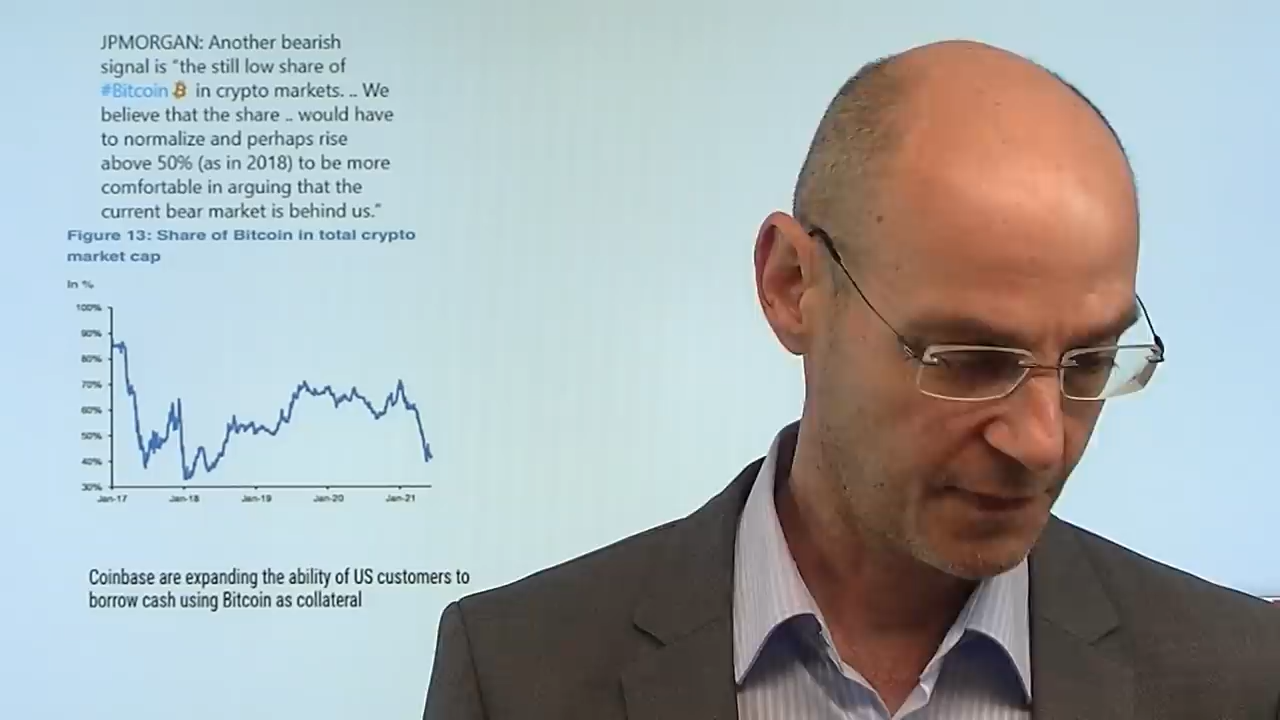 JPMORGAN: Another bearish
signal is "the still low share of
#Bitcoin ₿ in crypto markets. .. We
believe that the share .. would have
to normalize and perhaps rise
above 50% (as in 2018) to be more
comfortable in arguing that the
current bear market is behind us."
Figure 13: Share of Bitcoin in total crypto
market cap
In %
100%
90%
80%
70%
60%
50%
40%
30%
Jan-17 Jan-18 Jan-19 Jan-20 Jan-21
Coinbase are expanding the ability of US customers to
borrow cash using Bitcoin as collateral